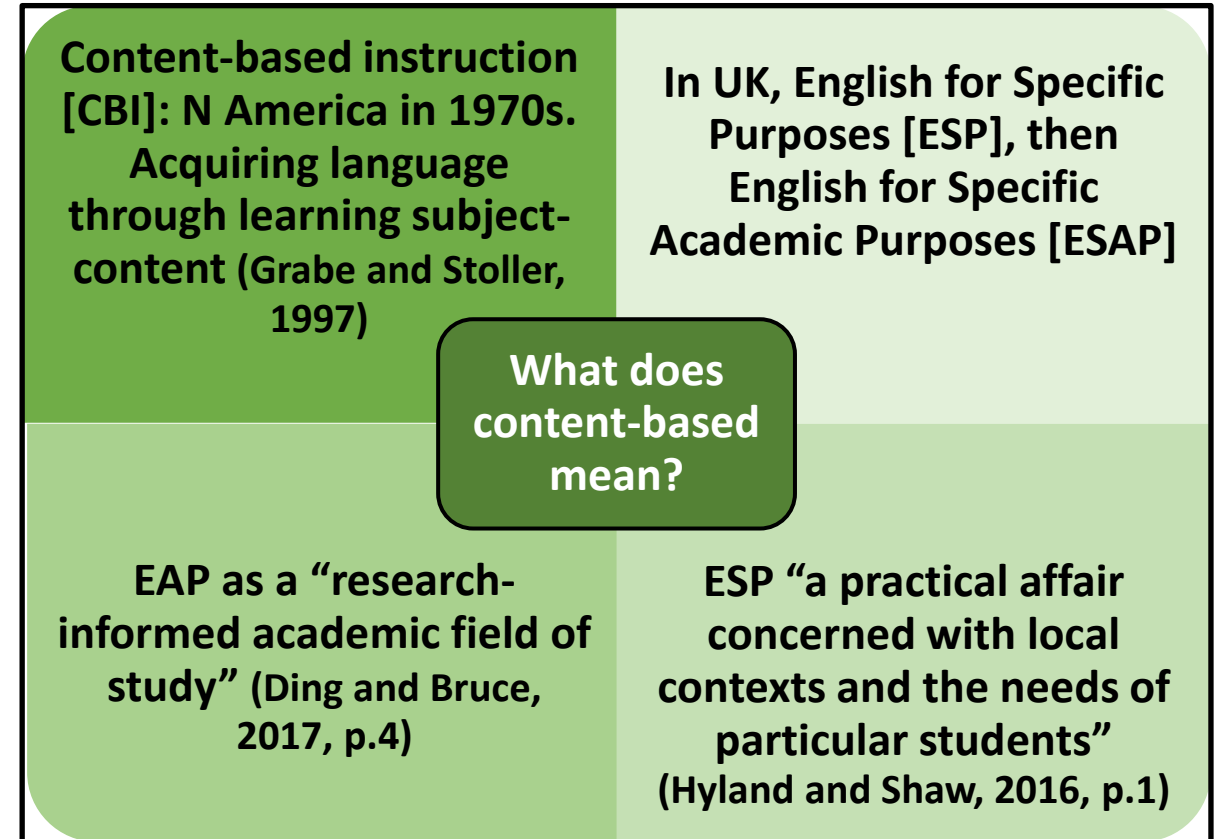 Content-based instruction
[CBI]: N America in 1970s.
Acquiring language
through learning subject-
content (Grabe and Stoller,
1997)
In UK, English for Specific
Purposes [ESP], then
English for Specific
Academic Purposes [ESAP]
What does
content-based
mean?
EAP as a “research-
informed academic field of
study” (Ding and Bruce,
2017, p.4)
ESP “a practical affair
concerned with local
contexts and the needs of
particular students”
(Hyland and Shaw, 2016, p.1)